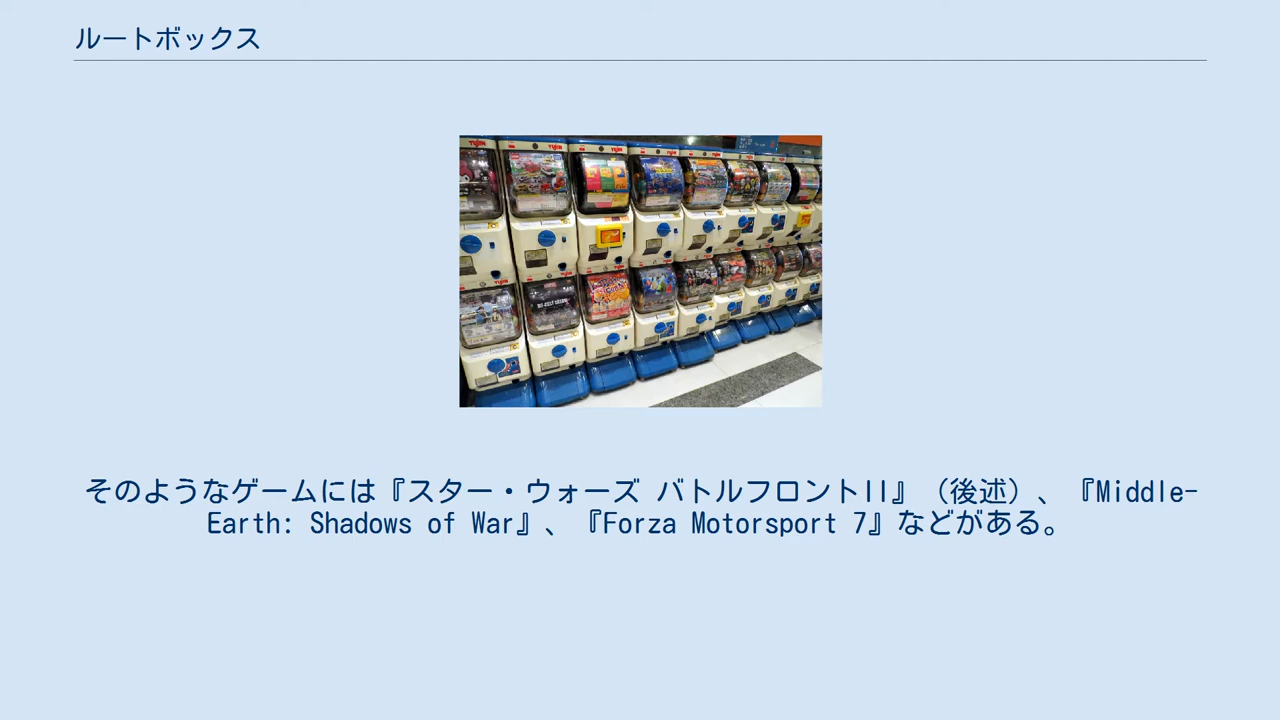 ルートボックス
そのようなゲームには『スター・ウォーズ バトルフロントII』（後述）、『Middle-
Earth: Shadows of War』、『Forza Motorsport 7』などがある。